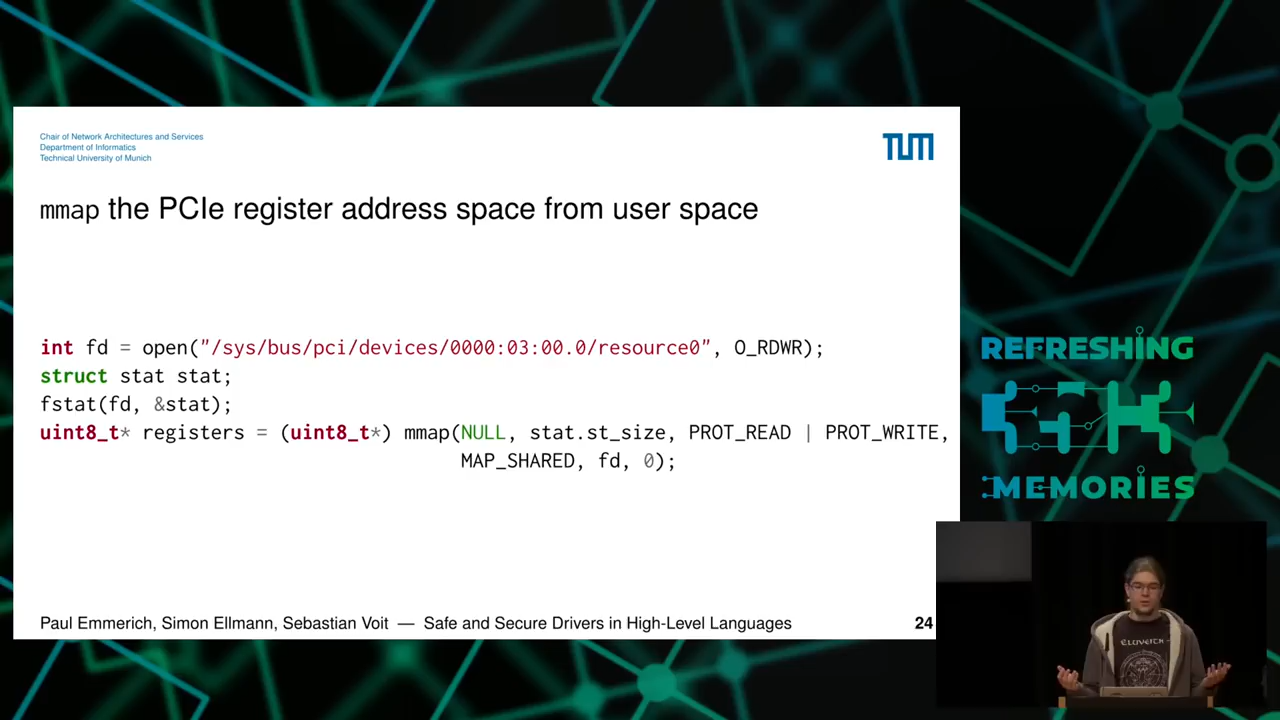 Chair of Network Architectures and Services
Department of Informatics
Technical University of Munich
TUM
mmap the PCIe register address space from user space
int fd = open("/sys/bus/pci/devices/0000:03:00.0/resource0", O_RDWR);
struct stat stat;
fstat(fd, &stat);
uint8_t* registers = (uint8_t*) mmap(NULL, stat.st_size, PROT_READ | PROT_WRITE,
MAP_SHARED, fd, 0);
Paul Emmerich, Simon Ellmann, Sebastian Voit — Safe and Secure Drivers in High-Level Languages
24
REFRESHING
MEMORIES
ELUVEITIE